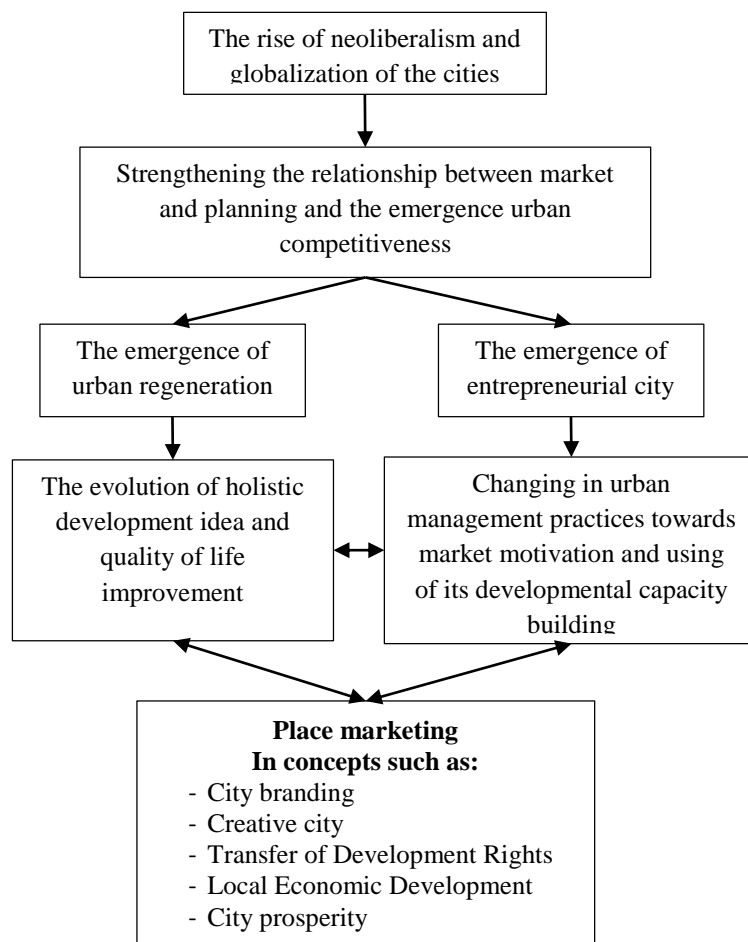 The rise of neoliberalism and
globalization of the cities
Strengthening the relationship between market
and planning and the emergence urban
competitiveness
The emergence of
urban regeneration
The emergence of
entrepreneurial city
The evolution of holistic
development idea and
quality of life
improvement
Changing in urban
management practices towards
market motivation and using
of its developmental capacity
building
Place marketing
In concepts such as:
- City branding
- Creative city
- Transfer of Development Rights
- Local Economic Development
- City prosperity